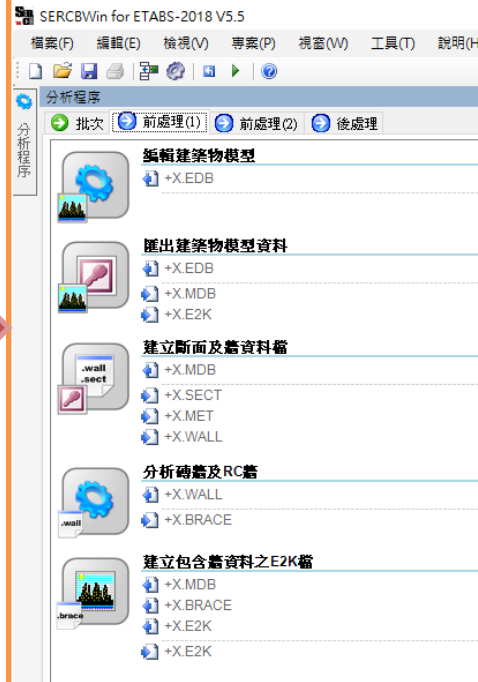 SERCBWin for ETABS-2018 V5.5
檔案(F) 編輯(E) 檢視(V) 專案(P) 視窗(W) 工具(T) 說明(H
分析程序
分析程序
批次 前處理(1) 前處理(2) 後處理
編輯建築物模型
+X.EDB
匯出建築物模型資料
+X.EDB
+X.MDB
+X.E2K
.wall
.sect
建立斷面及牆資料檔
+X.MDB
+X.SECT
+X.MET
+X.WALL
分析磚牆及RC牆
+X.WALL
.wall
+X.BRACE
建立包含牆資料之E2K檔
+X.MDB
+X.BRACE
.brace
+X.E2K
+X.E2K